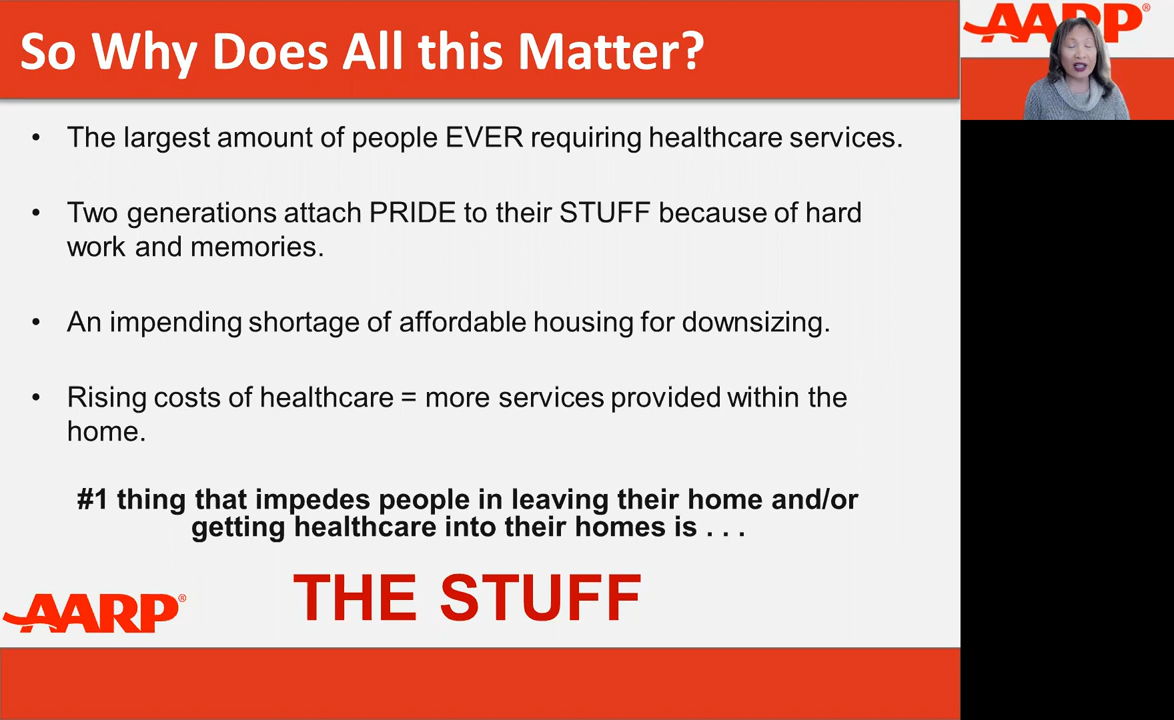 So Why Does All this Matter?
AARP®
• The largest amount of people EVER requiring healthcare services.
• Two generations attach PRIDE to their STUFF because of hard
work and memories.
• An impending shortage of affordable housing for downsizing.
• Rising costs of healthcare = more services provided within the
home.
#1 thing that impedes people in leaving their home and/or
getting healthcare into their homes is . . .
THE STUFF
AARP®